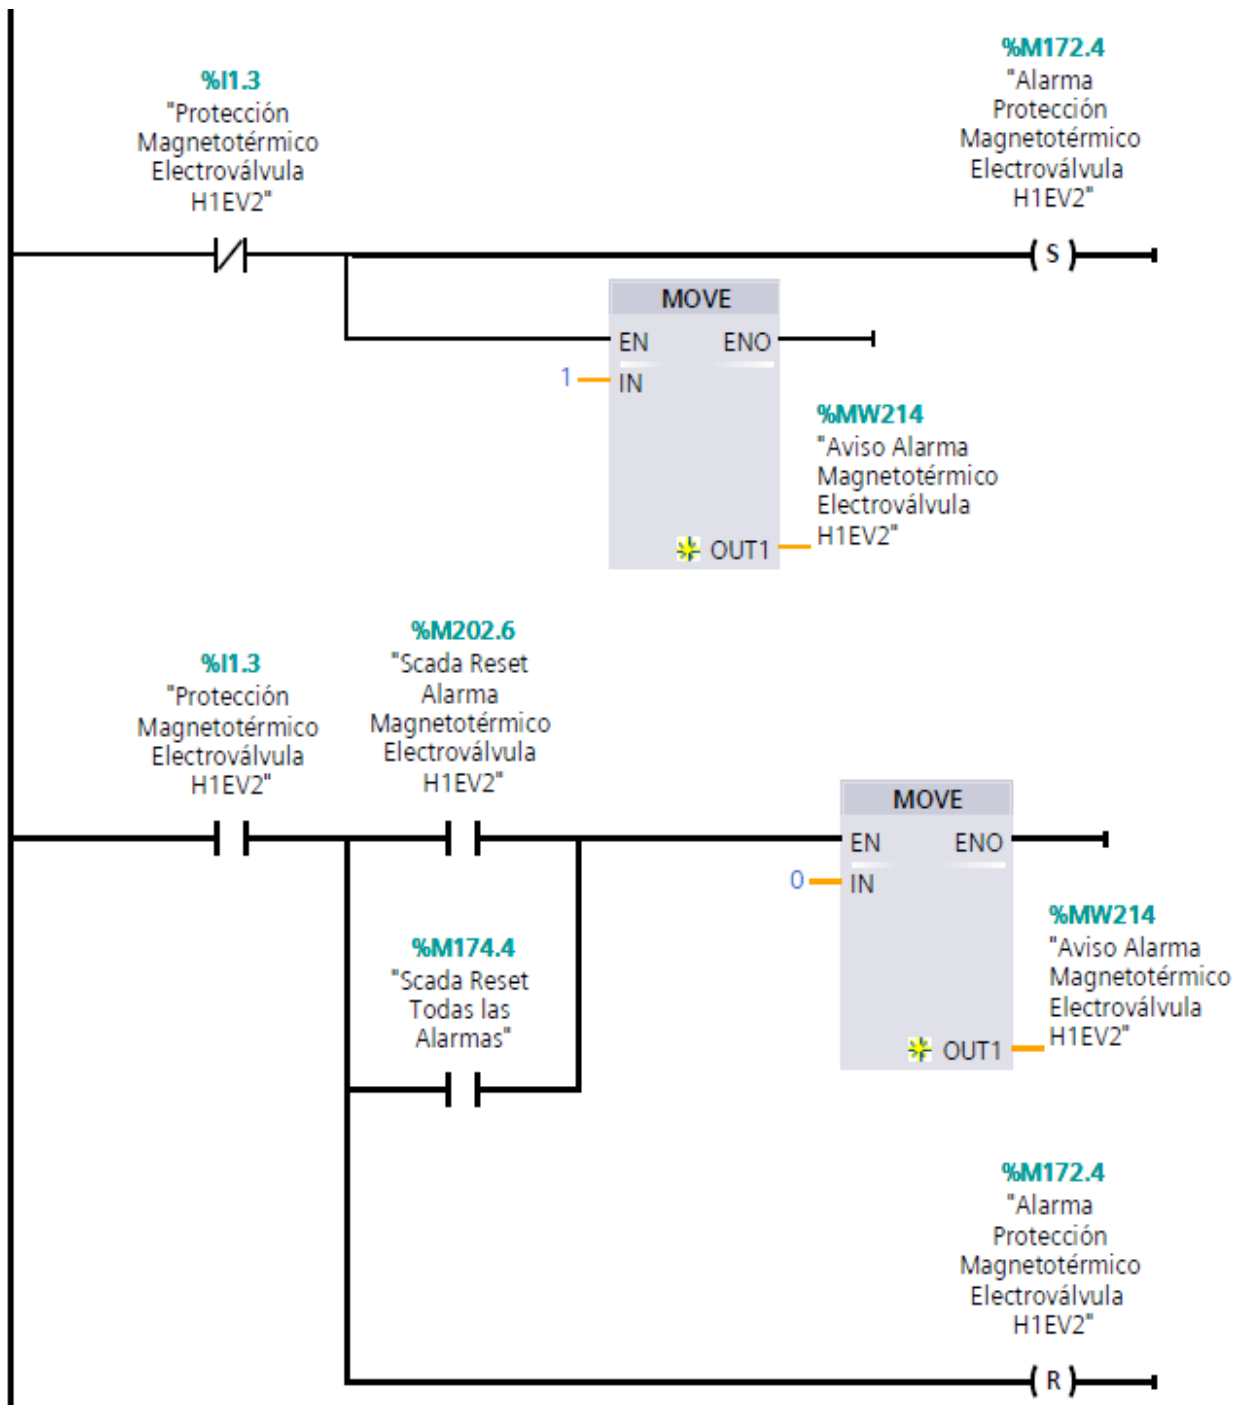 %M172.4
"Alarma
Protección
Magnetotérmico
Electroválvula
H1EV2"
%I1.3
"Protección
Magnetotérmico
Electroválvula
H1EV2"
S
MOVE
EN ENO
1 IN
%MW214
"Aviso Alarma
Magnetotérmico
Electroválvula
H1EV2"
OUT1
%M202.6
"Scada Reset
Alarma
Magnetotérmico
Electroválvula
H1EV2"
%I1.3
"Protección
Magnetotérmico
Electroválvula
H1EV2"
MOVE
EN ENO
0 IN
%MW214
"Aviso Alarma
Magnetotérmico
Electroválvula
H1EV2"
OUT1
%M174.4
"Scada Reset
Todas las
Alarmas"
%M172.4
"Alarma
Protección
Magnetotérmico
Electroválvula
H1EV2"
R